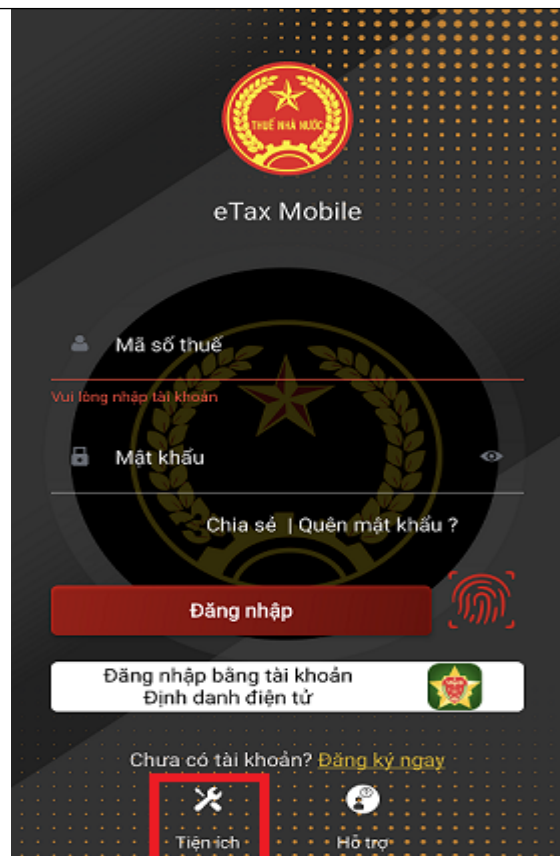 THUẾ NHÀ NƯỚC
eTax Mobile
Mã số thuế
Vui lòng nhập tài khoản
Mật khẩu
Chia sẻ | Quên mật khẩu ?
Đăng nhập
Đăng nhập bằng tài khoản
Định danh điện tử
Chưa có tài khoản? Đăng ký ngay
Tiện ích Hỗ trợ